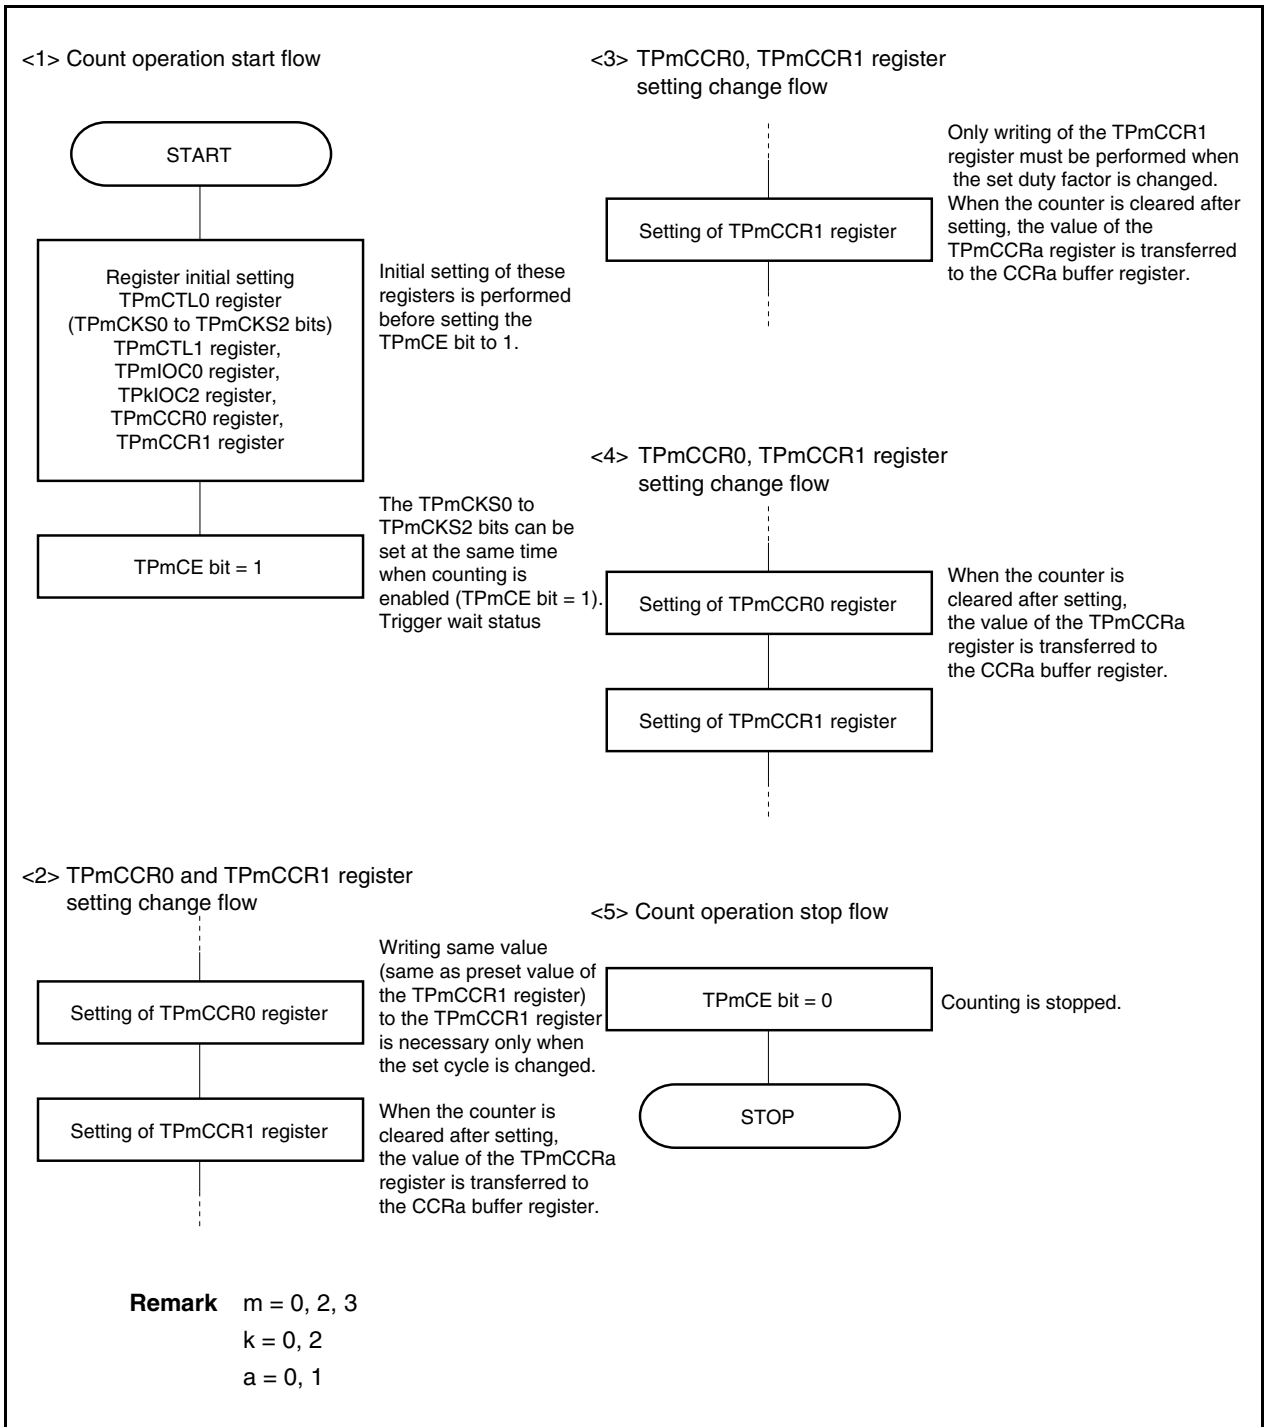 <1> Count operation start flow
START
Register initial setting
TPmCTL0 register
(TPmCKS0 to TPmCKS2 bits)
TPmCTL1 register,
TPmIOC0 register,
TPkIOC2 register,
TPmCCR0 register,
TPmCCR1 register
Initial setting of these
registers is performed
before setting the
TPmCE bit to 1.
TPmCE bit = 1
The TPmCKS0 to
TPmCKS2 bits can be
set at the same time
when counting is
enabled (TPmCE bit = 1).
Trigger wait status
<2> TPmCCR0 and TPmCCR1 register
setting change flow
Setting of TPmCCR0 register
Writing same value
(same as preset value of
the TPmCCR1 register)
to the TPmCCR1 register
is necessary only when
the set cycle is changed.
Setting of TPmCCR1 register
When the counter is
cleared after setting,
the value of the TPmCCRa
register is transferred to
the CCRa buffer register.
<3> TPmCCR0, TPmCCR1 register
setting change flow
Setting of TPmCCR1 register
Only writing of the TPmCCR1
register must be performed when
the set duty factor is changed.
When the counter is cleared after
setting, the value of the
TPmCCRa register is transferred
to the CCRa buffer register.
<4> TPmCCR0, TPmCCR1 register
setting change flow
Setting of TPmCCR0 register
When the counter is
cleared after setting,
the value of the TPmCCRa
register is transferred to
the CCRa buffer register.
Setting of TPmCCR1 register
<5> Count operation stop flow
TPmCE bit = 0
Counting is stopped.
STOP
Remark m = 0, 2, 3
k = 0, 2
a = 0, 1